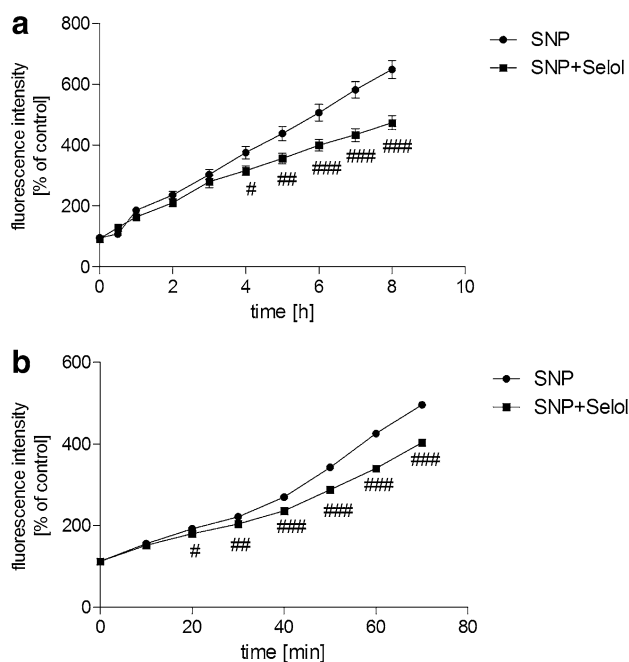 a
fluorescence intensity
[% of control]
800
600
400
200
0
SNP
SNP+Selol
#
##
###
###
###
0 2 4 6 8 10
time [h]
b
fluorescence intensity
[% of control]
600
400
200
0
SNP
SNP+Selol
#
##
###
###
###
###
0 20 40 60 80
time [min]